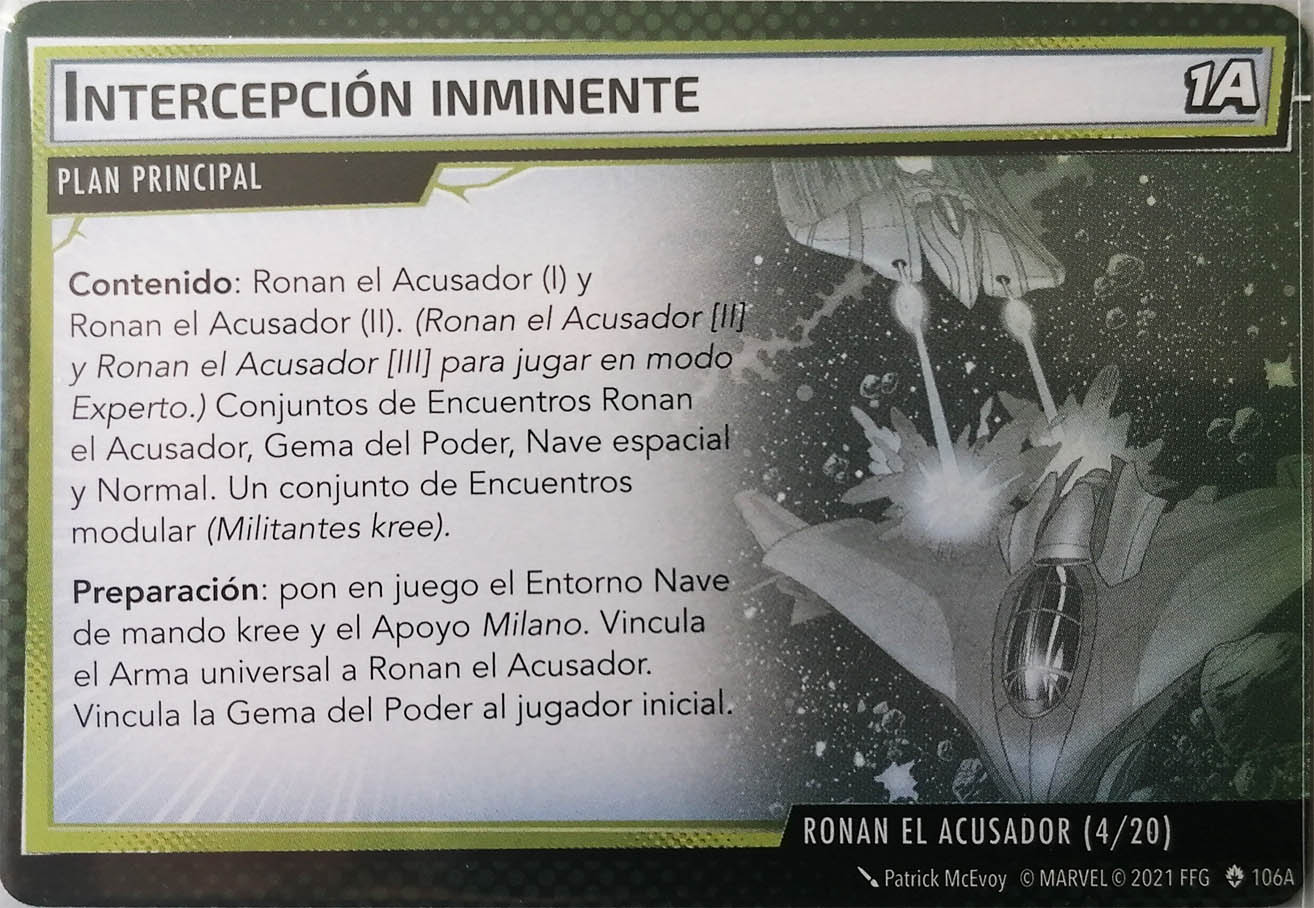 INTERCEPCIÓN INMINENTE
1A
PLAN PRINCIPAL
Contenido: Ronan el Acusador (I) y
Ronan el Acusador (II). (Ronan el Acusador [II]
y Ronan el Acusador [III] para jugar en modo
Experto.) Conjuntos de Encuentros Ronan
el Acusador, Gema del Poder, Nave espacial
y Normal. Un conjunto de Encuentros
modular (Militantes kree).
Preparación: pon en juego el Entorno Nave
de mando kree y el Apoyo Milano. Vincula
el Arma universal a Ronan el Acusador.
Vincula la Gema del Poder al jugador inicial.
RONAN EL ACUSADOR (4/20)
Patrick McEvoy © MARVEL © 2021 FFG 106A